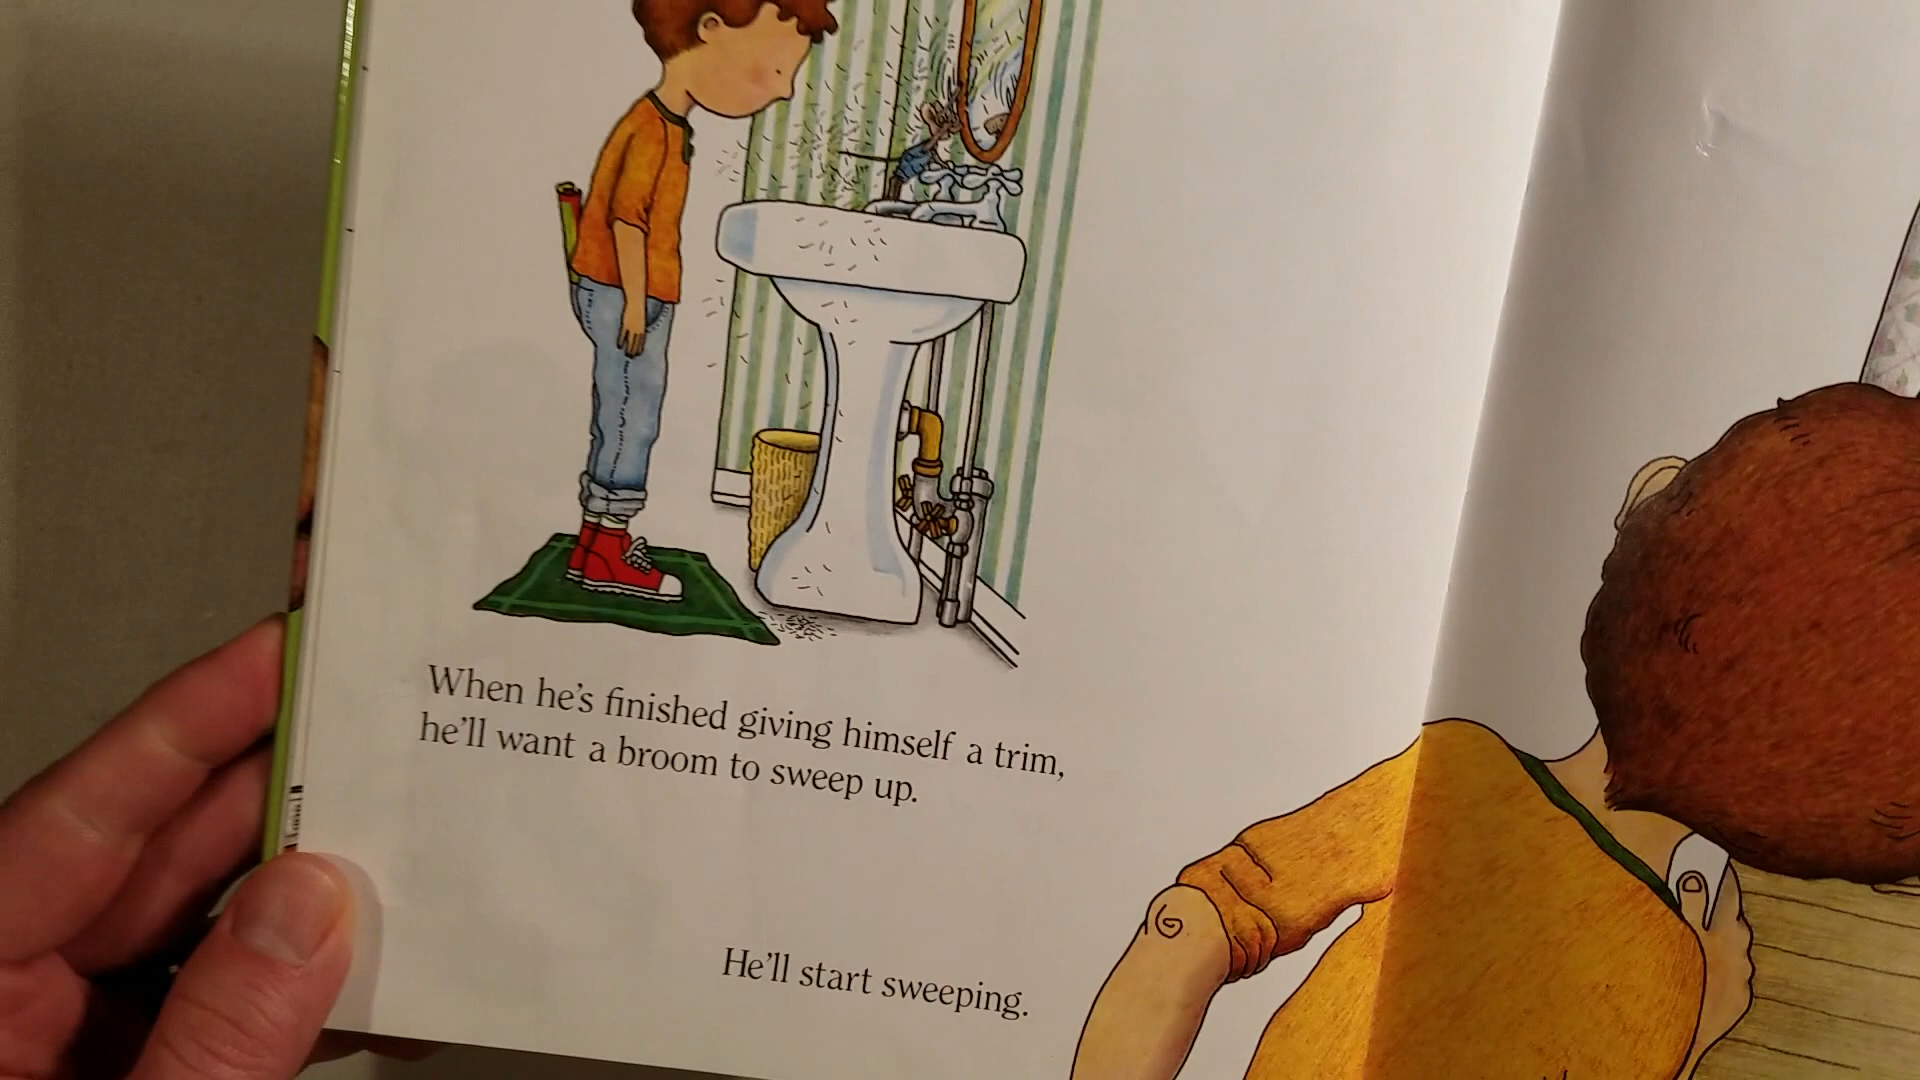 When he's finished giving himself a trim,
he'll want a broom to sweep up.
He'll start sweeping.